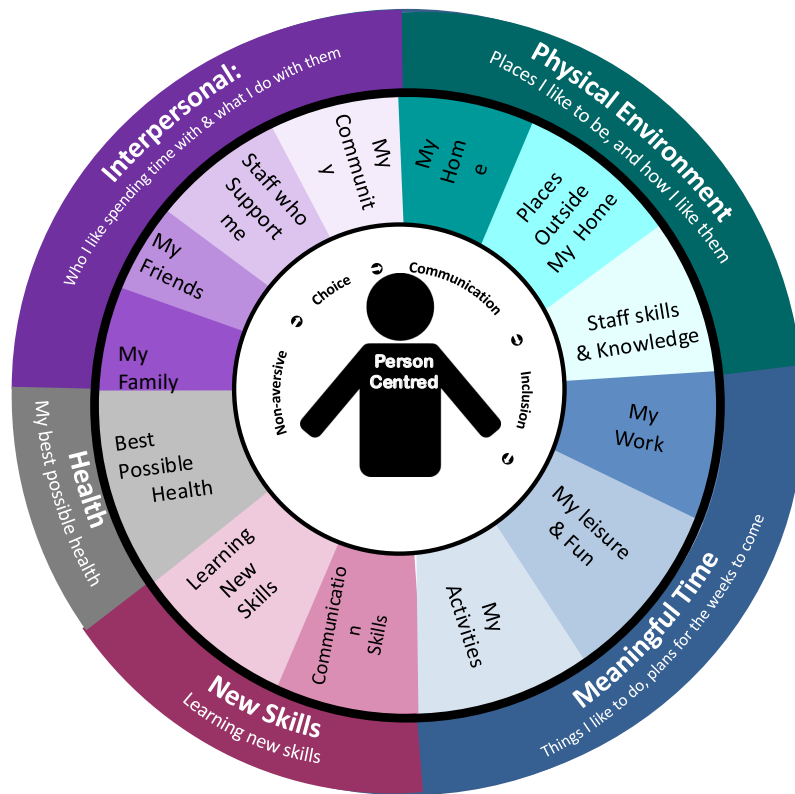 Interpersonal:
Who I like spending time with & what I do with them
Physical Environment
Places I like to be, and how I like them
Meaningful Time
Things I like to do, plans for the weeks to come
New Skills
Learning new skills
Health
My best possible health
My
Hom
e
Places
Outside
My Home
Staff skills
& Knowledge
My
Work
My leisure
& Fun
My
Activities
Communicatio
n
Skills
Learning
New
Skills
Best
Possible
Health
My
Family
My
Friends
Staff who
Support
me
My
Communit
y
Non-aversive
Choice
Communication
Inclusion
Person
Centred